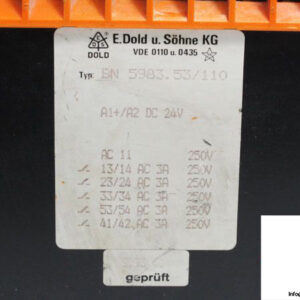 E.Dold u. Söhne KG
DOLD
VDE 0110 u. 0435
Typ: BN 5983.53/110
A1+/A2 DC 24V
AC 11 250V
13/14 AC 3A 250V
23/24 AC 3A 250V
33/34 AC 3A 250V
53/54 AC 3A 250V
41/42 AC 3A 250V
geprüft